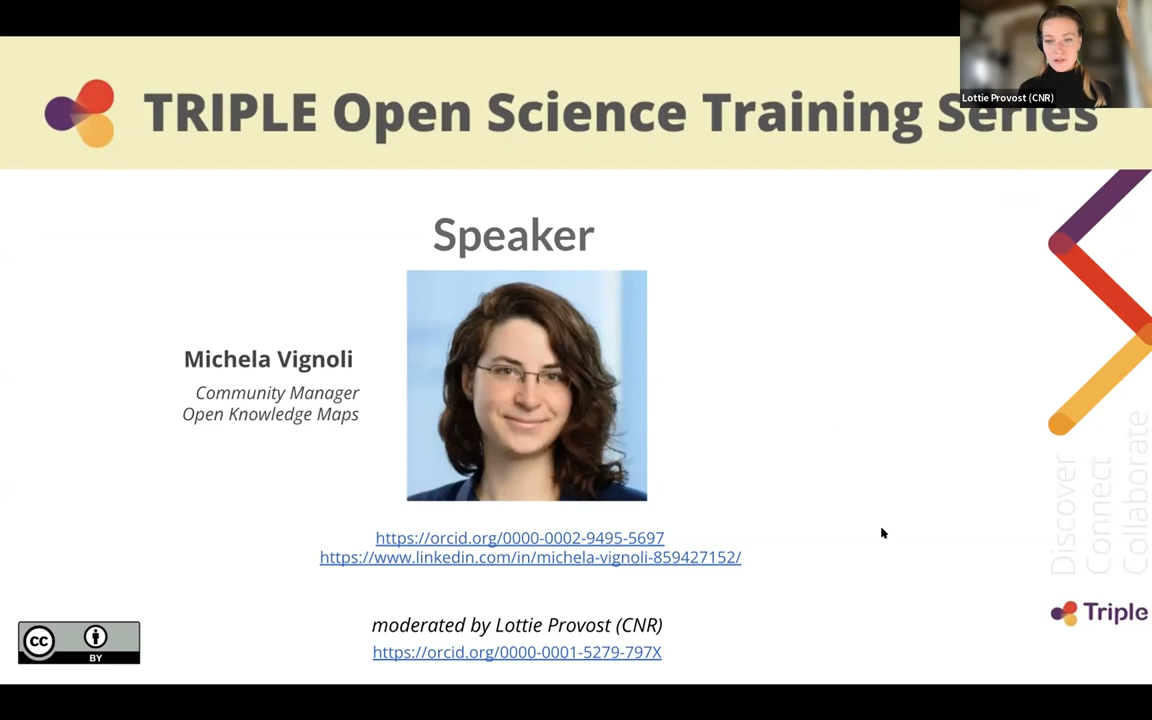 Lottie Provost (CNR)
TRIPLE Open Science Training Series
Speaker
Michela Vignoli
Community Manager
Open Knowledge Maps
https://orcid.org/0000-0002-9495-5697
https://www.linkedin.com/in/michela-vignoli-859427152/
moderated by Lottie Provost (CNR)
https://orcid.org/0000-0001-5279-797X
cc
BY
Discover
Connect
Collaborate
Triple